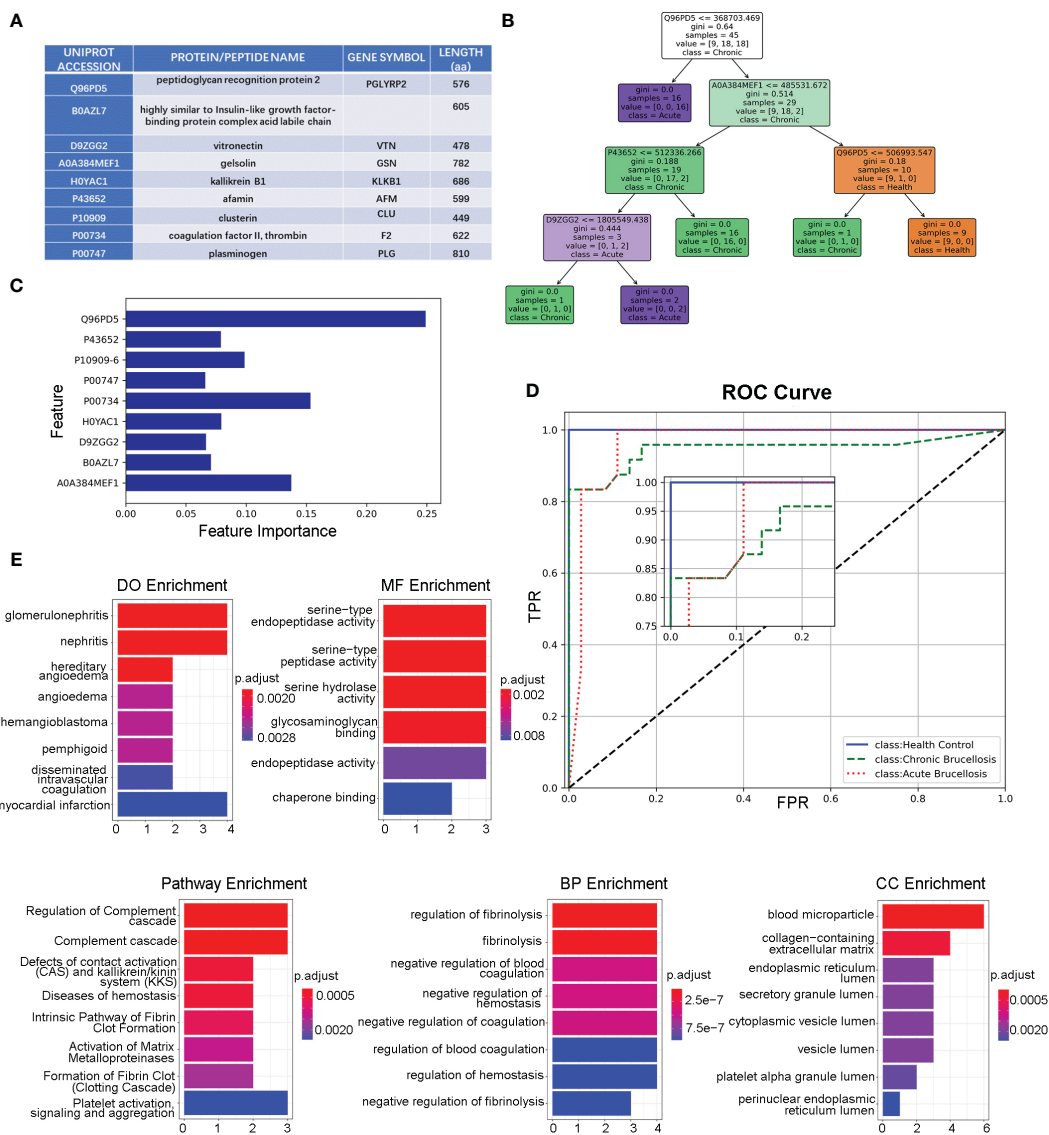 A
UNIPROT ACCESSION PROTEIN/PEPTIDE NAME GENE SYMBOL LENGTH (aa)
Q96PD5 peptidoglycan recognition protein 2 PGLYRP2 576
B0AZL7 highly similar to Insulin-like growth factor-
binding protein complex acid labile chain 605
D9ZGG2 vitronectin VTN 478
A0A384MEF1 gelsolin GSN 782
H0YAC1 kallikrein B1 KLKB1 686
P43652 afamin AFM 599
P10909 clusterin CLU 449
P00734 coagulation factor II, thrombin F2 622
P00747 plasminogen PLG 810
B
Q96PD5 <= 368703.469
gini = 0.64
samples = 45
value = [9, 18, 18]
class = Chronic
gini = 0.0
samples = 16
value = [0, 0, 16]
class = Acute
A0A384MEF1 <= 485531.672
gini = 0.514
samples = 29
value = [9, 18, 2]
class = Chronic
P43652 <= 512336.266
gini = 0.188
samples = 19
value = [0, 17, 2]
class = Chronic
Q96PD5 <= 506993.547
gini = 0.18
samples = 10
value = [9, 1, 0]
class = Health
D9ZGG2 <= 1805549.438
gini = 0.444
samples = 3
value = [0, 1, 2]
class = Acute
gini = 0.0
samples = 16
value = [0, 16, 0]
class = Chronic
gini = 0.0
samples = 1
value = [0, 1, 0]
class = Chronic
gini = 0.0
samples = 9
value = [9, 0, 0]
class = Health
gini = 0.0
samples = 1
value = [0, 1, 0]
class = Chronic
gini = 0.0
samples = 2
value = [0, 0, 2]
class = Acute
C
Feature
Q96PD5
P43652
P10909-6
P00747
P00734
H0YAC1
D9ZGG2
B0AZL7
A0A384MEF1
0.00 0.05 0.10 0.15 0.20 0.25
Feature Importance
D
ROC Curve
TPR
1.0
0.8
0.6
0.4
0.2
0.0
1.00
0.95
0.90
0.85
0.80
0.75
0.0 0.1 0.2
class:Health Control
class:Chronic Brucellosis
class:Acute Brucellosis
0.0 0.2 0.4 0.6 0.8 1.0
FPR
E
DO Enrichment
glomerulonephritis
nephritis
hereditary
angioedema
angioedema
hemangioblastoma
pemphigoid
disseminated
intravascular
coagulation
myocardial infarction
0 1 2 3 4
p.adjust
0.0020
0.0028
MF Enrichment
serine−type
endopeptidase activity
serine−type
peptidase activity
serine hydrolase
activity
glycosaminoglycan
binding
endopeptidase activity
chaperone binding
0 1 2 3
p.adjust
0.002
0.008
Pathway Enrichment
Regulation of Complement
cascade
Complement cascade
Defects of contact activation
(CAS) and kallikrein/kinin
system (KKS)
Diseases of hemostasis
Intrinsic Pathway of Fibrin
Clot Formation
Activation of Matrix
Metalloproteinases
Formation of Fibrin Clot
(Clotting Cascade)
Platelet activation,
signaling and aggregation
0 1 2 3
p.adjust
0.0005
0.0020
BP Enrichment
regulation of fibrinolysis
fibrinolysis
negative regulation of blood
coagulation
negative regulation of
hemostasis
negative regulation of coagulation
regulation of blood coagulation
regulation of hemostasis
negative regulation of fibrinolysis
0 1 2 3 4
p.adjust
2.5e−7
7.5e−7
CC Enrichment
blood microparticle
collagen−containing
extracellular matrix
endoplasmic reticulum
lumen
secretory granule lumen
cytoplasmic vesicle lumen
vesicle lumen
platelet alpha granule lumen
perinuclear endoplasmic
reticulum lumen
0 2 4 6
p.adjust
0.0005
0.0020